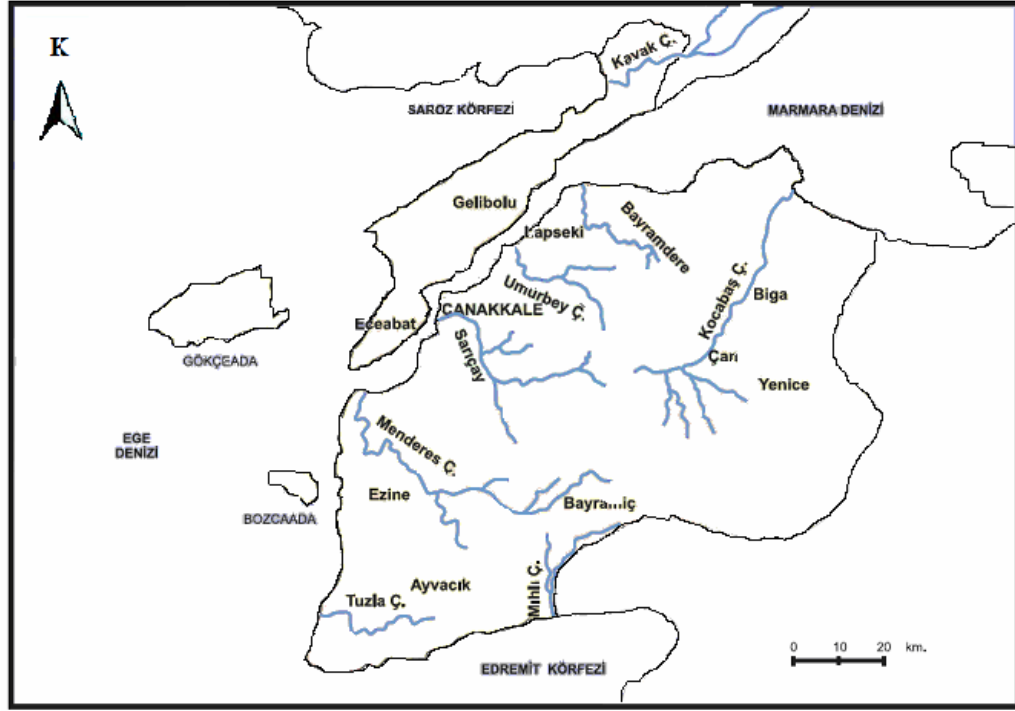 K
Kavak Ç.
SAROZ KÖRFEZİ
MARMARA DENİZİ
Gelibolu
Lapseki
Bayramdere
Umurbey Ç.
Kocabaş Ç.
Biga
ÇANAKKALE
Eceabat
Sarıçay
GÖKÇEADA
Çan
Yenice
EGE
DENİZİ
Menderes Ç.
Ezine
Bayramiç
BOZCAADA
Ayvacık
Mıhlı Ç.
Tuzla Ç.
EDREMİT KÖRFEZİ
0 10 20 km.